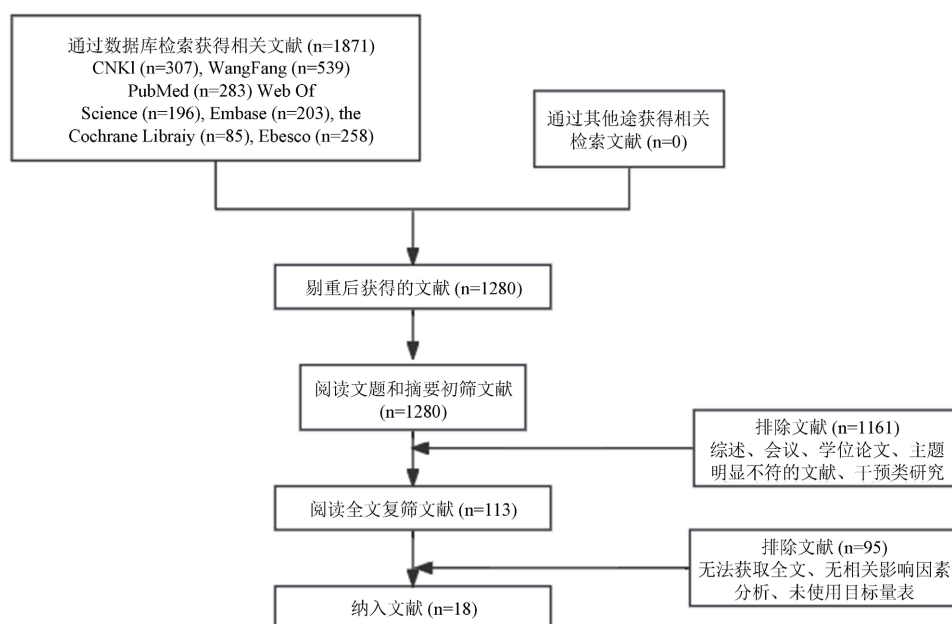 通过数据库检索获得相关文献 (n=1871)
CNKI (n=307), WangFang (n=539)
PubMed (n=283) Web Of
Science (n=196), Embase (n=203), the
Cochrane Libraiy (n=85), Ebesco (n=258)
通过其他途获得相关
检索文献 (n=0)
剔重后获得的文献 (n=1280)
阅读文题和摘要初筛文献
(n=1280)
排除文献 (n=1161)
综述、会议、学位论文、主题
明显不符的文献、干预类研究
阅读全文复筛文献 (n=113)
排除文献 (n=95)
无法获取全文、无相关影响因素
分析、未使用目标量表
纳入文献 (n=18)